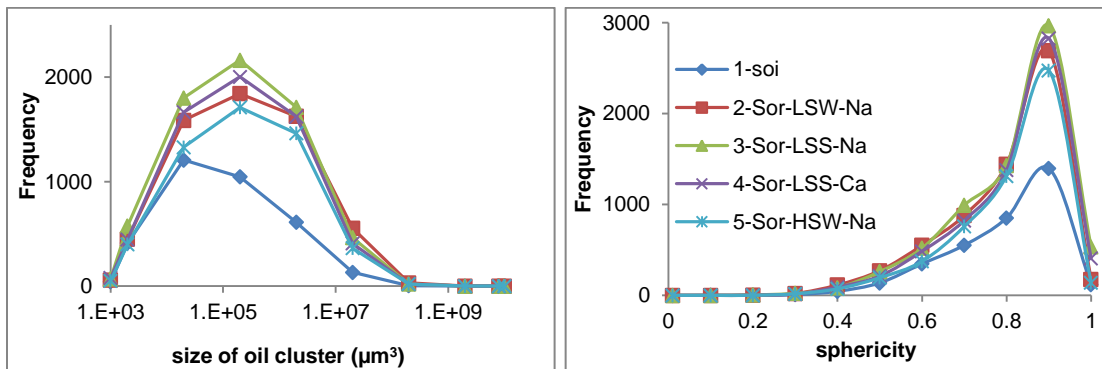 2000
1000
0
Frequency
1.E+03
1.E+05
1.E+07
1.E+09
size of oil cluster (µm³)
3000
2000
1000
0
Frequency
1-soi
2-Sor-LSW-Na
3-Sor-LSS-Na
4-Sor-LSS-Ca
5-Sor-HSW-Na
0
0.2
0.4
0.6
0.8
1
sphericity